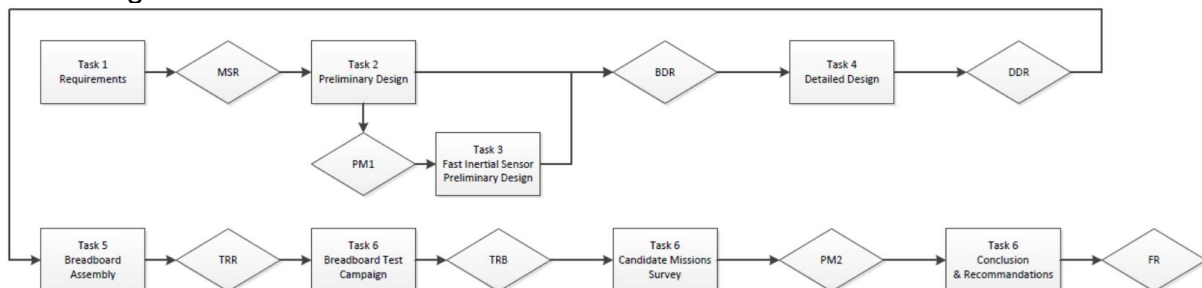 Task 1
Requirements
MSR
Task 2
Preliminary Design
BDR
Task 4
Detailed Design
DDR
PM1
Task 3
Fast Inertial Sensor
Preliminary Design
Task 5
Breadboard
Assembly
TRR
Task 6
Breadboard Test
Campaign
TRB
Task 6
Candidate Missions
Survey
PM2
Task 6
Conclusion
& Recommandations
FR